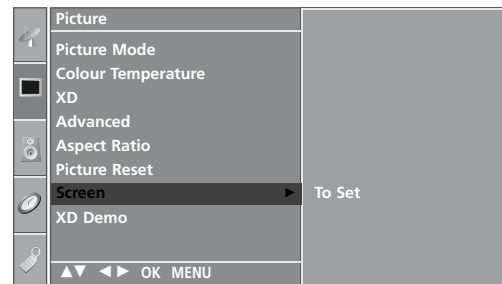 Picture
Picture Mode
Colour Temperature
XD
Advanced
Aspect Ratio
Picture Reset
Screen ► To Set
XD Demo
▲▼ ◄► OK MENU